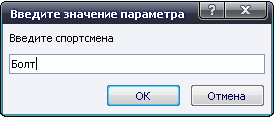 Введите значение параметра
Введите спортсмена
Болт
ОК
Отмена